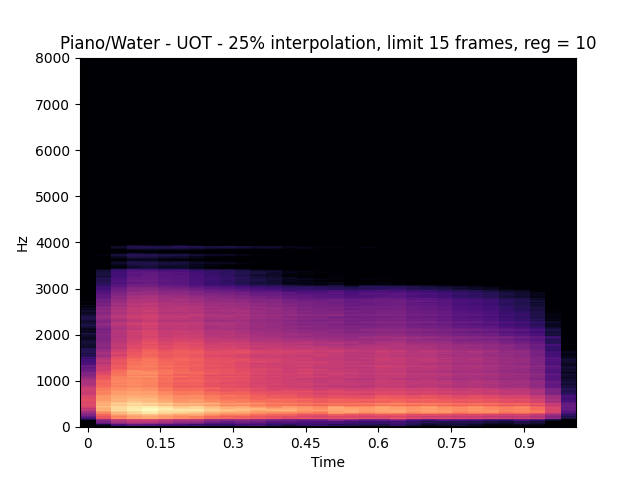 Piano/Water - UOT - 25% interpolation, limit 15 frames, reg = 10
8000
7000
6000
5000
4000
3000
2000
1000
0
Hz
0 0.15 0.3 0.45 0.6 0.75 0.9
Time